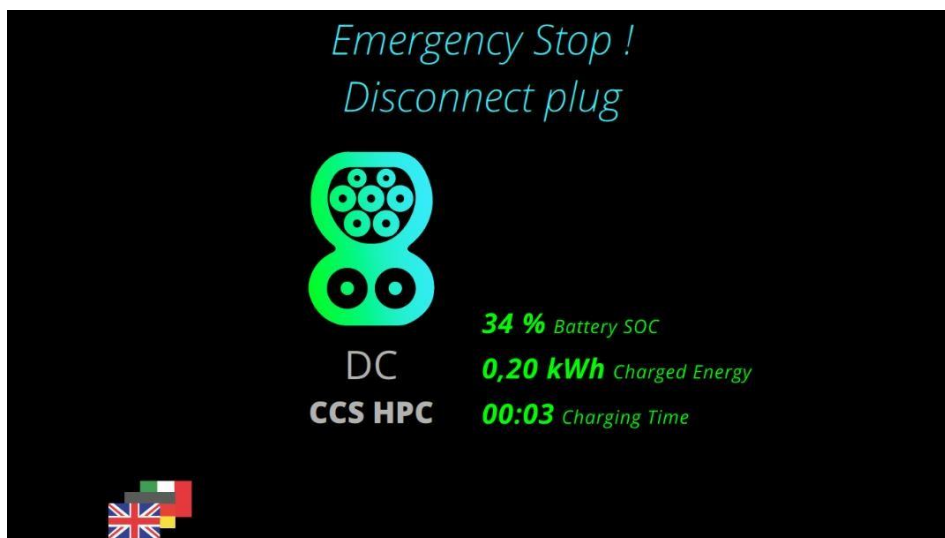 Emergency Stop !
Disconnect plug
34 % Battery SOC
DC
0,20 kWh Charged Energy
CCS HPC
00:03 Charging Time